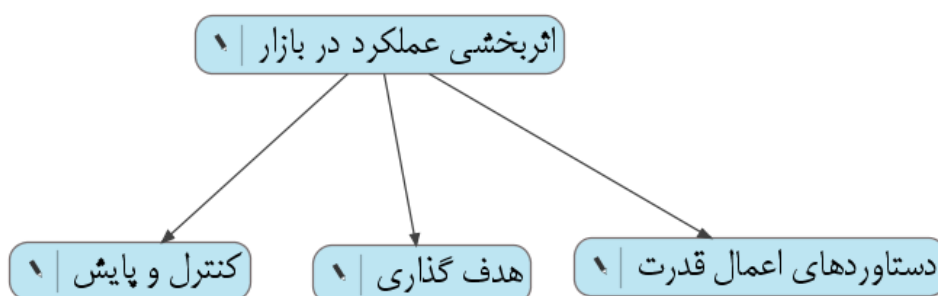 اثربخشی عملکرد در بازار
دستاوردهای اعمال قدرت
هدف گذاری
کنترل و پایش